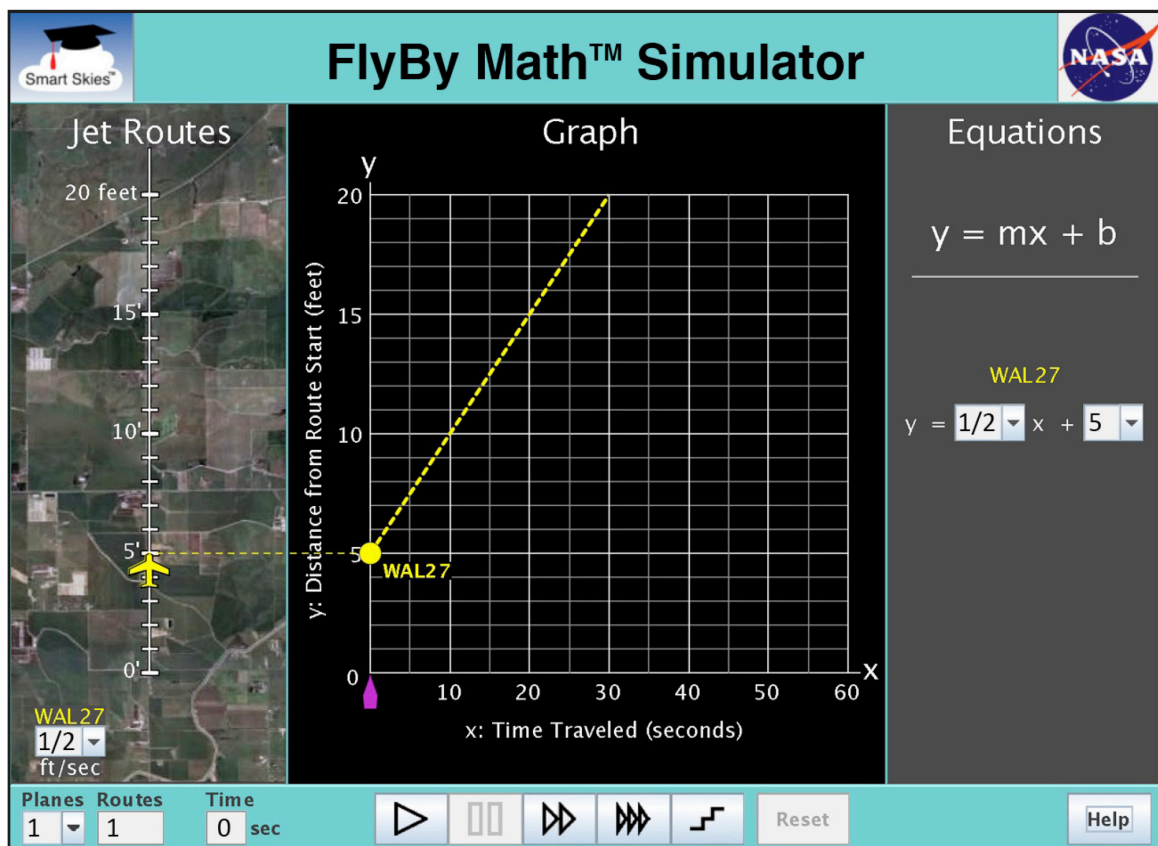 Smart Skies™
FlyBy Math™ Simulator
NASA
Jet Routes
20 feet
15'
10'
5'
0'
WAL27
1/2
ft/sec
Graph
y
20
15
10
5
0
y: Distance from Route Start (feet)
WAL27
10 20 30 40 50 60
x
x: Time Traveled (seconds)
Equations
y = mx + b
WAL27
y = 1/2 x + 5
Planes Routes Time
1 1 0 sec
Reset
Help